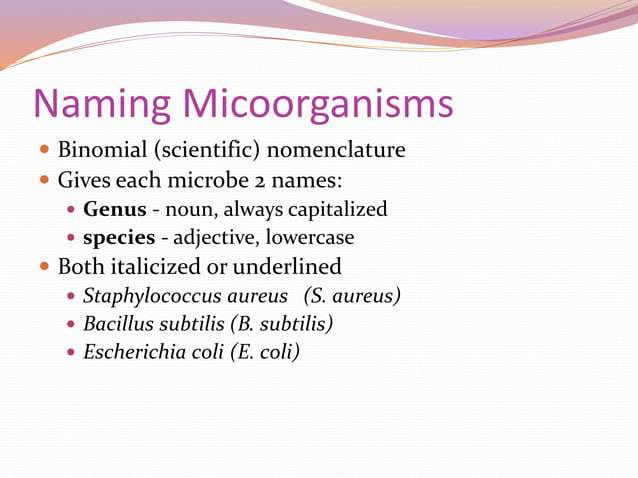 Naming Micoorganisms
• Binomial (scientific) nomenclature
• Gives each microbe 2 names:
• Genus - noun, always capitalized
• species - adjective, lowercase
• Both italicized or underlined
• Staphylococcus aureus (S. aureus)
• Bacillus subtilis (B. subtilis)
• Escherichia coli (E. coli)